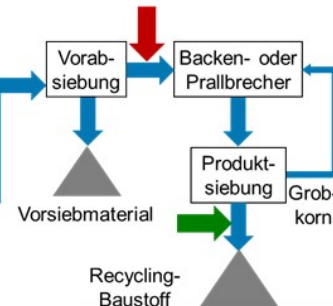 Vorab-
siebung
Backen- oder
Prallbrecher
Produkt-
siebung
Grob-
korn
Vorsiebmaterial
Recycling-
Baustoff